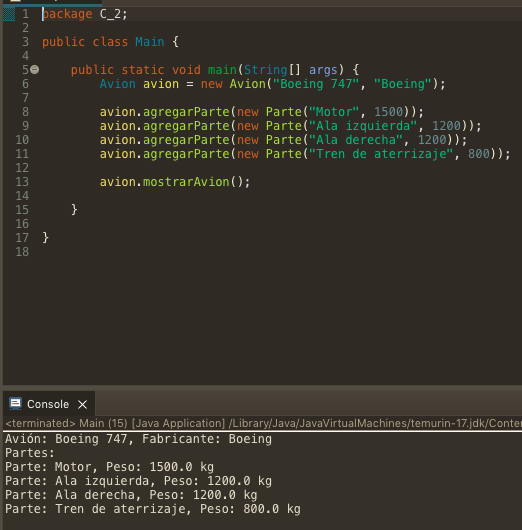 1 package C_2;
2
3 public class Main {
4
5 public static void main(String[] args) {
6 Avion avion = new Avion("Boeing 747", "Boeing");
7
8 avion.agregarParte(new Parte("Motor", 1500));
9 avion.agregarParte(new Parte("Ala izquierda", 1200));
10 avion.agregarParte(new Parte("Ala derecha", 1200));
11 avion.agregarParte(new Parte("Tren de aterrizaje", 800));
12
13 avion.mostrarAvion();
14
15 }
16
17 }
18
Console
<terminated> Main (15) [Java Application] /Library/Java/JavaVirtualMachines/temurin-17.jdk/Conten
Avión: Boeing 747, Fabricante: Boeing
Partes:
Parte: Motor, Peso: 1500.0 kg
Parte: Ala izquierda, Peso: 1200.0 kg
Parte: Ala derecha, Peso: 1200.0 kg
Parte: Tren de aterrizaje, Peso: 800.0 kg